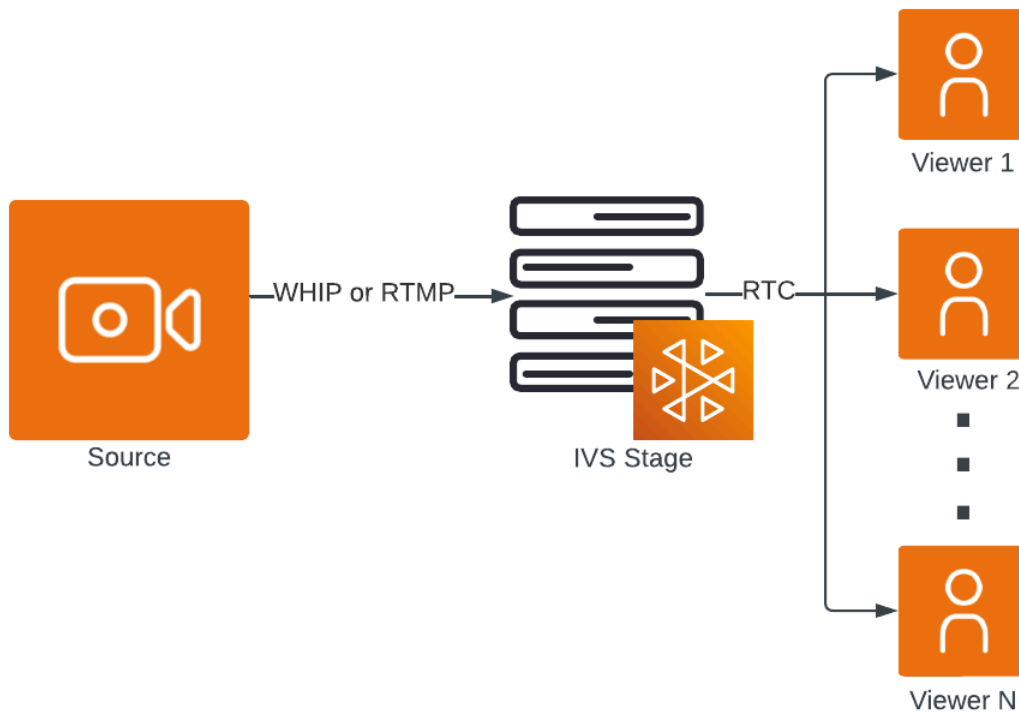 Viewer 1
WHIP or RTMP
RTC
Viewer 2
Source
IVS Stage
Viewer N